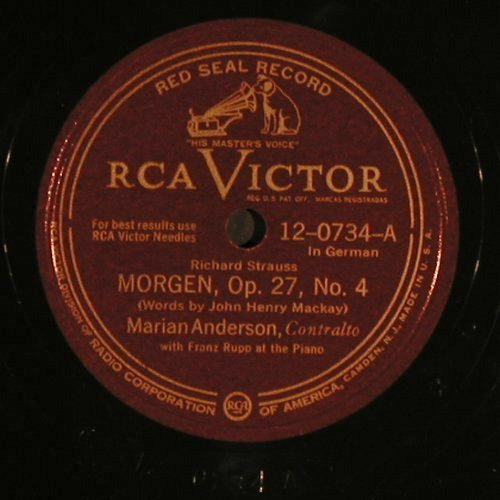 RED SEAL RECORD
"HIS MASTER'S VOICE"
RCA VICTOR
REG. U.S. PAT. OFF. MARCAS REGISTRADAS
For best results use
RCA Victor Needles
12-0734-A
In German
Richard Strauss
MORGEN, Op. 27, No. 4
(Words by John Henry Mackay)
Marian Anderson, Contralto
with Franz Rupp at the Piano
RCA VICTOR DIVISION OF RADIO CORPORATION OF AMERICA, CAMDEN, N. J. MADE IN U.S.A.
RCA